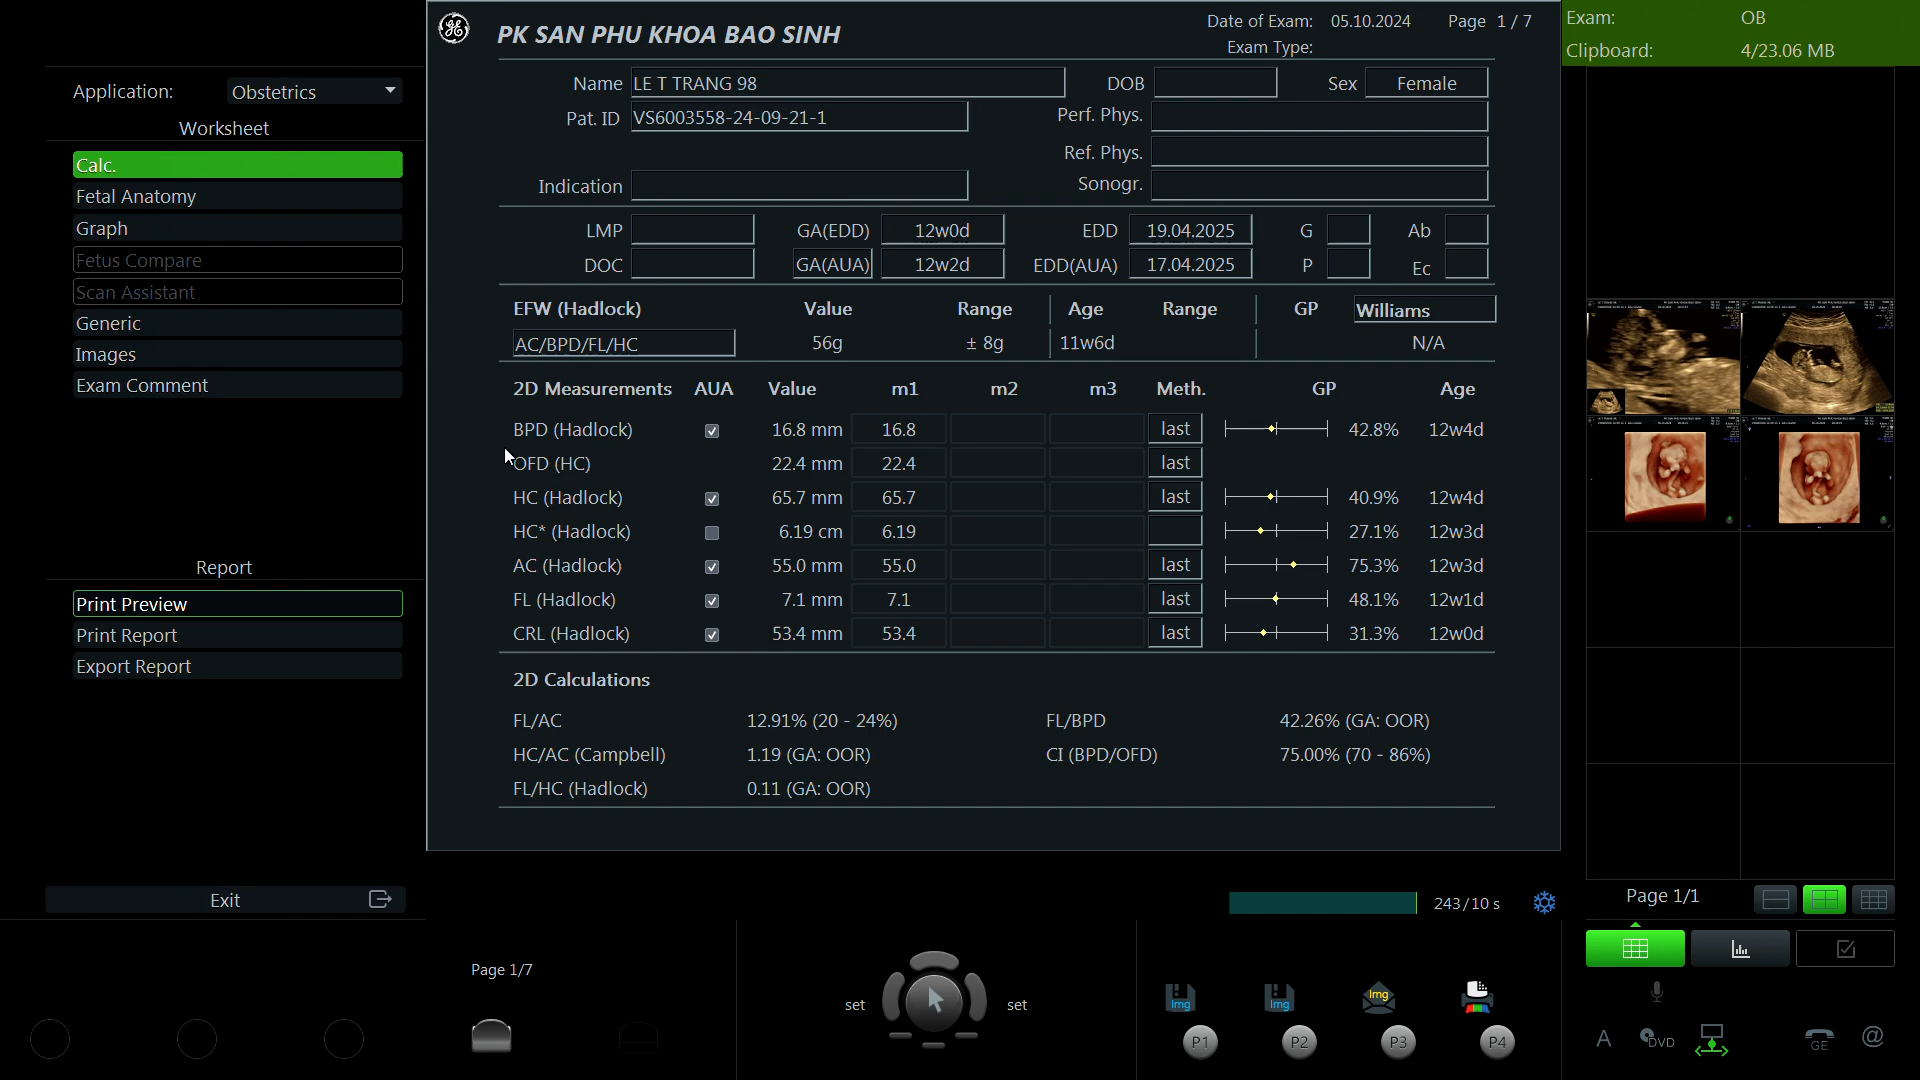 PK SAN PHU KHOA BAO SINH
Date of Exam: 05.10.2024 Page 1 / 7
Exam Type:
Exam: OB
Clipboard: 4/23.06 MB
Application: Obstetrics
Worksheet
Calc.
Fetal Anatomy
Graph
Fetus Compare
Scan Assistant
Generic
Images
Exam Comment
Report
Print Preview
Print Report
Export Report
Exit
Name LE T TRANG 98 DOB Sex Female
Pat. ID VS6003558-24-09-21-1 Perf. Phys.
Ref. Phys.
Indication Sonogr.
LMP GA(EDD) 12w0d EDD 19.04.2025 G Ab
DOC GA(AUA) 12w2d EDD(AUA) 17.04.2025 P Ec
EFW (Hadlock) Value Range Age Range GP Williams
AC/BPD/FL/HC 56g ± 8g 11w6d N/A
2D Measurements AUA Value m1 m2 m3 Meth. GP Age
BPD (Hadlock) 16.8 mm 16.8 last 42.8% 12w4d
OFD (HC) 22.4 mm 22.4 last
HC (Hadlock) 65.7 mm 65.7 last 40.9% 12w4d
HC* (Hadlock) 6.19 cm 6.19 27.1% 12w3d
AC (Hadlock) 55.0 mm 55.0 last 75.3% 12w3d
FL (Hadlock) 7.1 mm 7.1 last 48.1% 12w1d
CRL (Hadlock) 53.4 mm 53.4 last 31.3% 12w0d
2D Calculations
FL/AC 12.91% (20 - 24%) FL/BPD 42.26% (GA: OOR)
HC/AC (Campbell) 1.19 (GA: OOR) CI (BPD/OFD) 75.00% (70 - 86%)
FL/HC (Hadlock) 0.11 (GA: OOR)
243/10 s
Page 1/1
Page 1/7
set set
Img Img Img
P1 P2 P3 P4
A DVD GE @